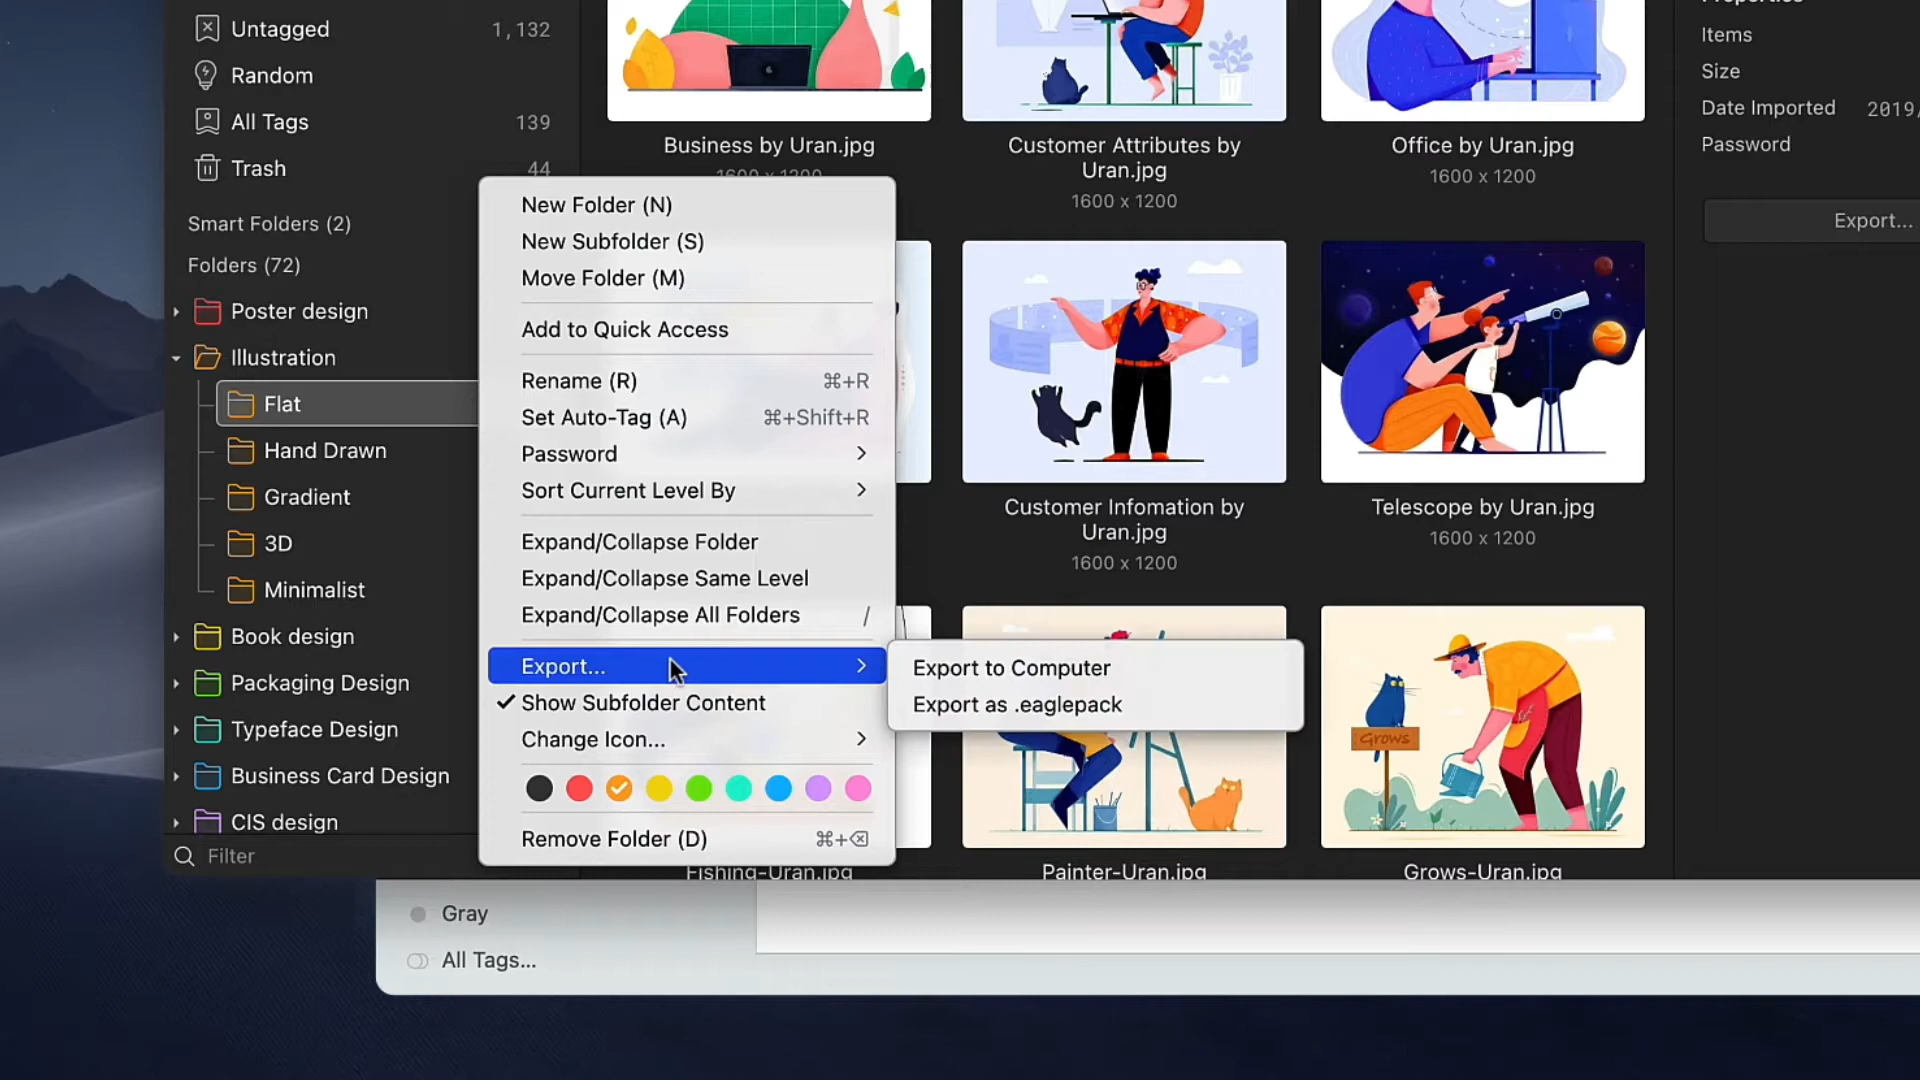 Untagged 1,132
Random
All Tags 139
Trash 44
Smart Folders (2)
Folders (72)
Poster design
Illustration
Flat
Hand Drawn
Gradient
3D
Minimalist
Book design
Packaging Design
Typeface Design
Business Card Design
CIS design
Filter
New Folder (N)
New Subfolder (S)
Move Folder (M)
Add to Quick Access
Rename (R) ⌘+R
Set Auto-Tag (A) ⌘+Shift+R
Password
Sort Current Level By
Expand/Collapse Folder
Expand/Collapse Same Level
Expand/Collapse All Folders /
Export...
Show Subfolder Content
Change Icon...
Remove Folder (D) ⌘+⌫
Export to Computer
Export as .eaglepack
Business by Uran.jpg
1600 x 1200
Customer Attributes by
Uran.jpg
1600 x 1200
Office by Uran.jpg
1600 x 1200
Customer Infomation by
Uran.jpg
1600 x 1200
Telescope by Uran.jpg
1600 x 1200
Grows
Fishing-Uran.jpg
Painter-Uran.jpg
Grows-Uran.jpg
Properties
Items
Size
Date Imported 2019/
Password
Export...
Gray
All Tags...